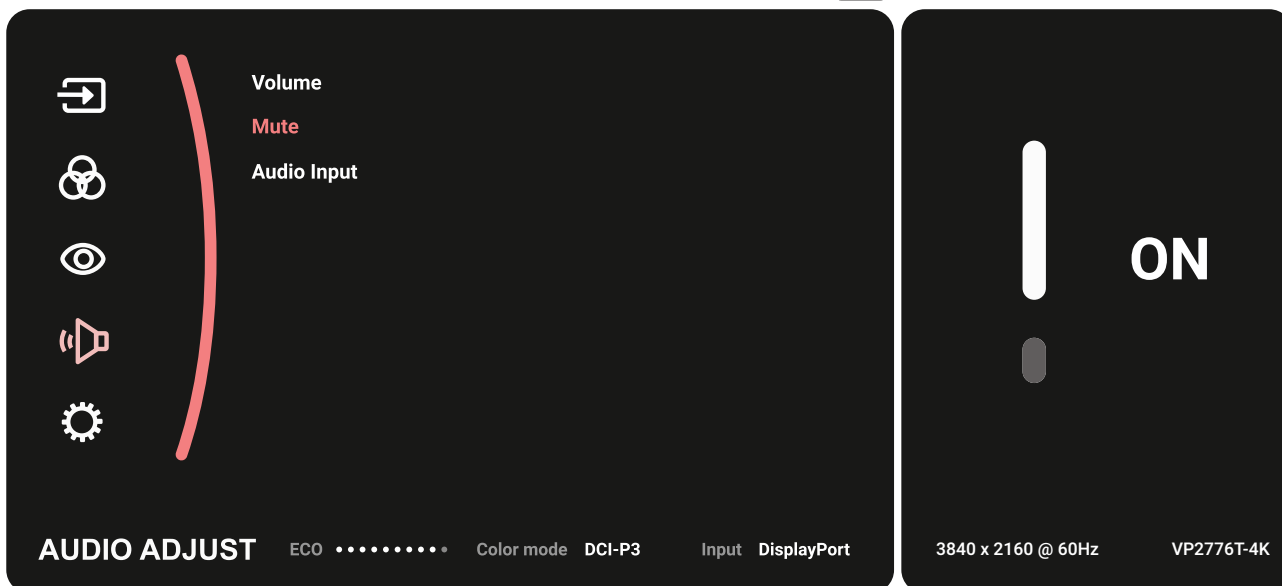 Volume
Mute
Audio Input
ON
AUDIO ADJUST ECO Color mode DCI-P3 Input DisplayPort 3840 x 2160 @ 60Hz VP2776T-4K